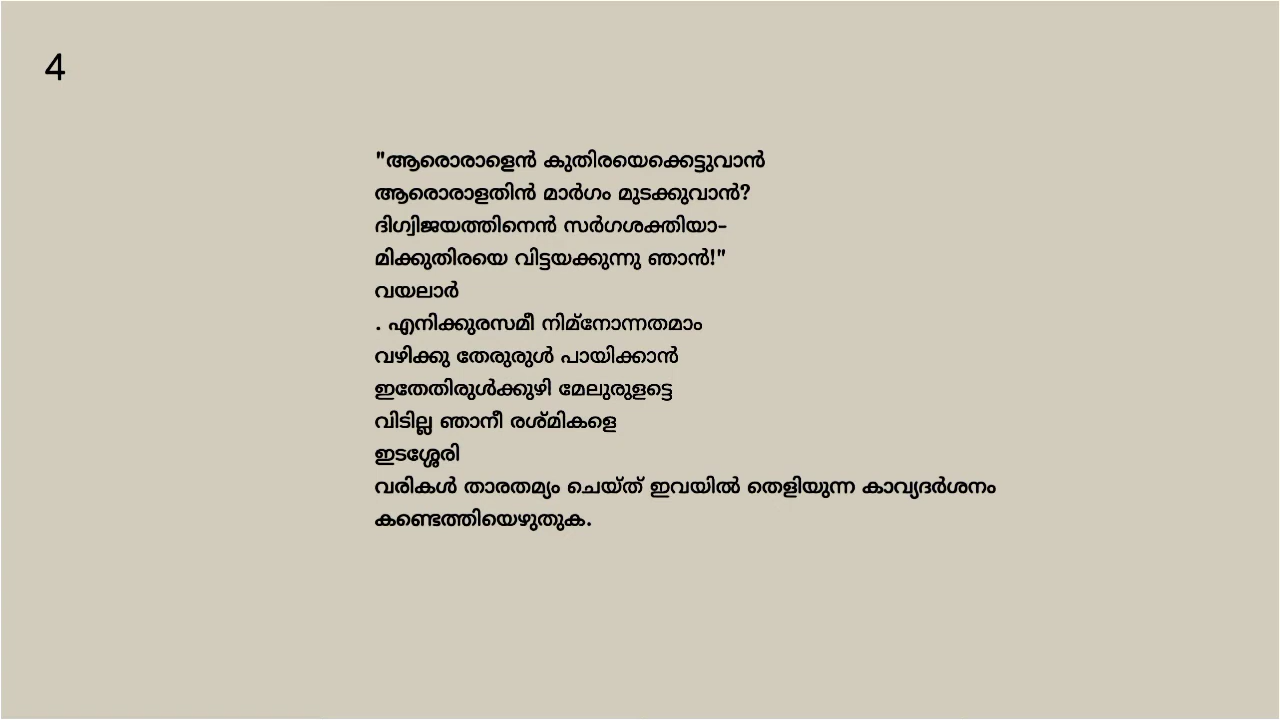 4
"ആരൊരാളെൻ കുതിരയെക്കെട്ടുവാൻ
ആരൊരാളതിൻ മാർഗം മുടക്കുവാൻ?
ദിഗ്വിജയത്തിനെൻ സർഗശക്തിയാ-
മിക്കുതിരയെ വിട്ടയക്കുന്നു ഞാൻ!"
വയലാർ
. എനിക്കുരസമീ നിമ്നോന്നതമാം
വഴിക്കു തേരുരുൾ പായിക്കാൻ
ഇതേതിരുൾക്കുഴി മേലുരുളട്ടെ
വിടില്ല ഞാനീ രശ്മികളെ
ഇടശ്ശേരി
വരികൾ താരതമ്യം ചെയ്ത് ഇവയിൽ തെളിയുന്ന കാവ്യദർശനം
കണ്ടെത്തിയെഴുതുക.